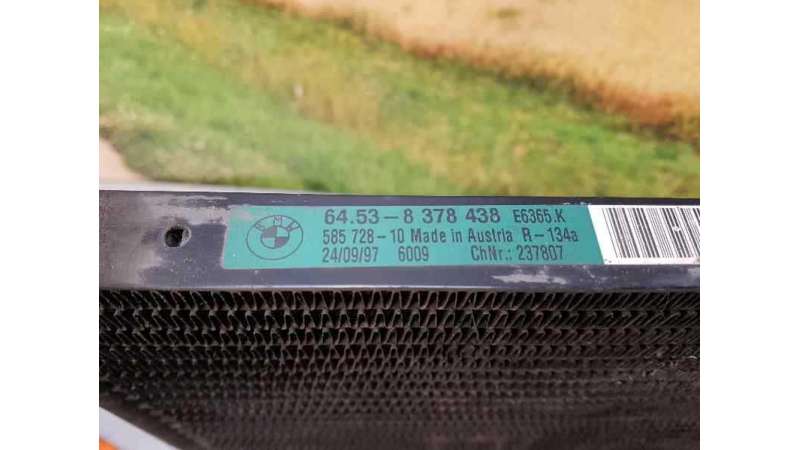 BMW
64.53-8 378 438 E6365.K
585 728-10 Made in Austria R-134a
24/09/97 6009 ChNr.: 237807